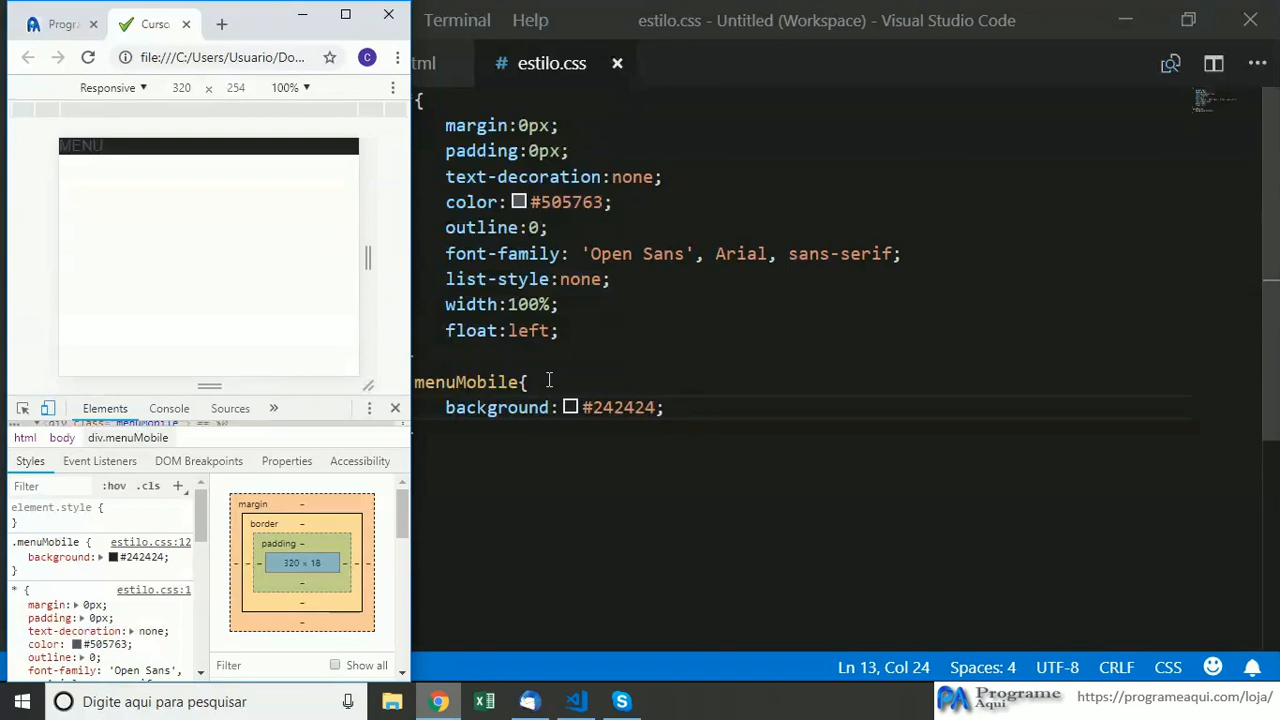 Progra
Curso
Terminal Help estilo.css - Untitled (Workspace) - Visual Studio Code
file:///C:/Users/Usuario/Do...
C
tml # estilo.css
Responsive 320 × 254 100%
MENU
{
margin:0px;
padding:0px;
text-decoration:none;
color: #505763;
outline:0;
font-family: 'Open Sans', Arial, sans-serif;
list-style:none;
width:100%;
float:left;
menuMobile{
background: #242424;
Elements Console Sources »
html body div.menuMobile
Styles Event Listeners DOM Breakpoints Properties Accessibility
Filter :hov .cls +
element.style {
}
.menuMobile { estilo.css:12
background: #242424;
}
* { estilo.css:1
margin: 0px;
padding: 0px;
text-decoration: none;
color: #505763;
outline: 0;
font-family: 'Open Sans',
margin -
border -
padding -
320 × 18
Filter Show all
Ln 13, Col 24 Spaces: 4 UTF-8 CRLF CSS
Digite aqui para pesquisar
PA Programe Aqui https://programeaqui.com/loja/